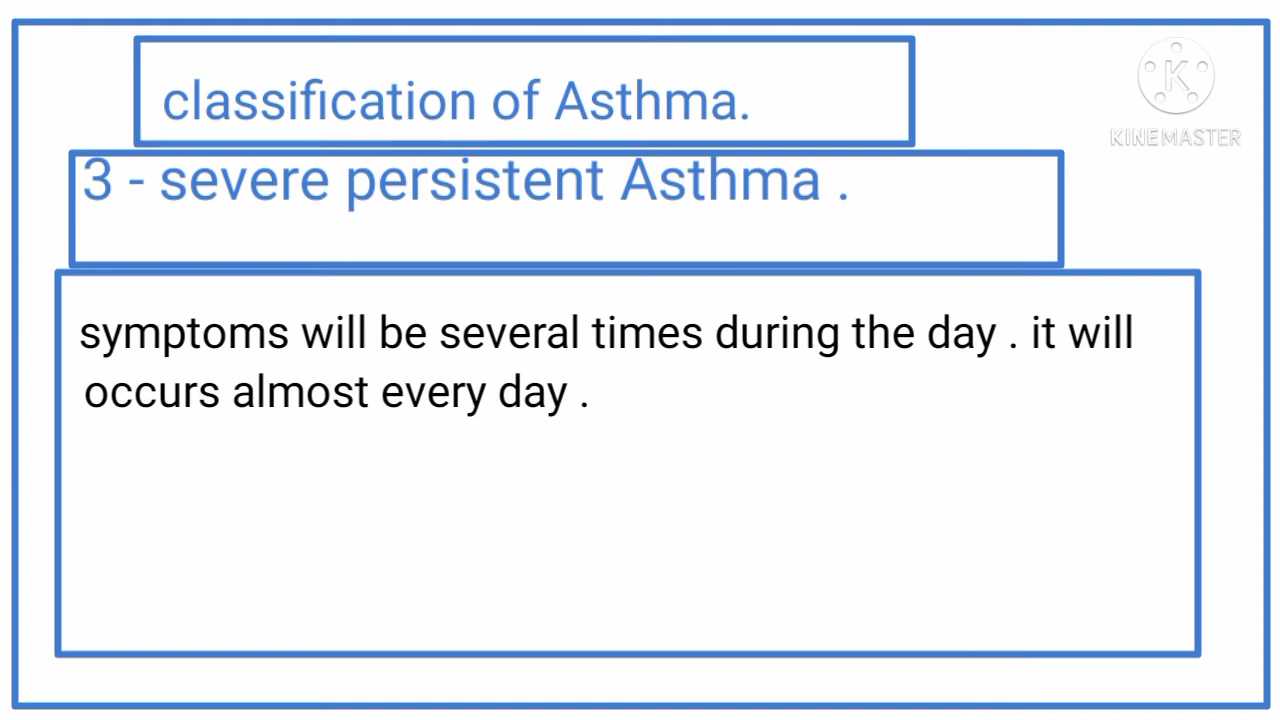 classification of Asthma.
KINEMASTER
3 - severe persistent Asthma .
symptoms will be several times during the day . it will
occurs almost every day .